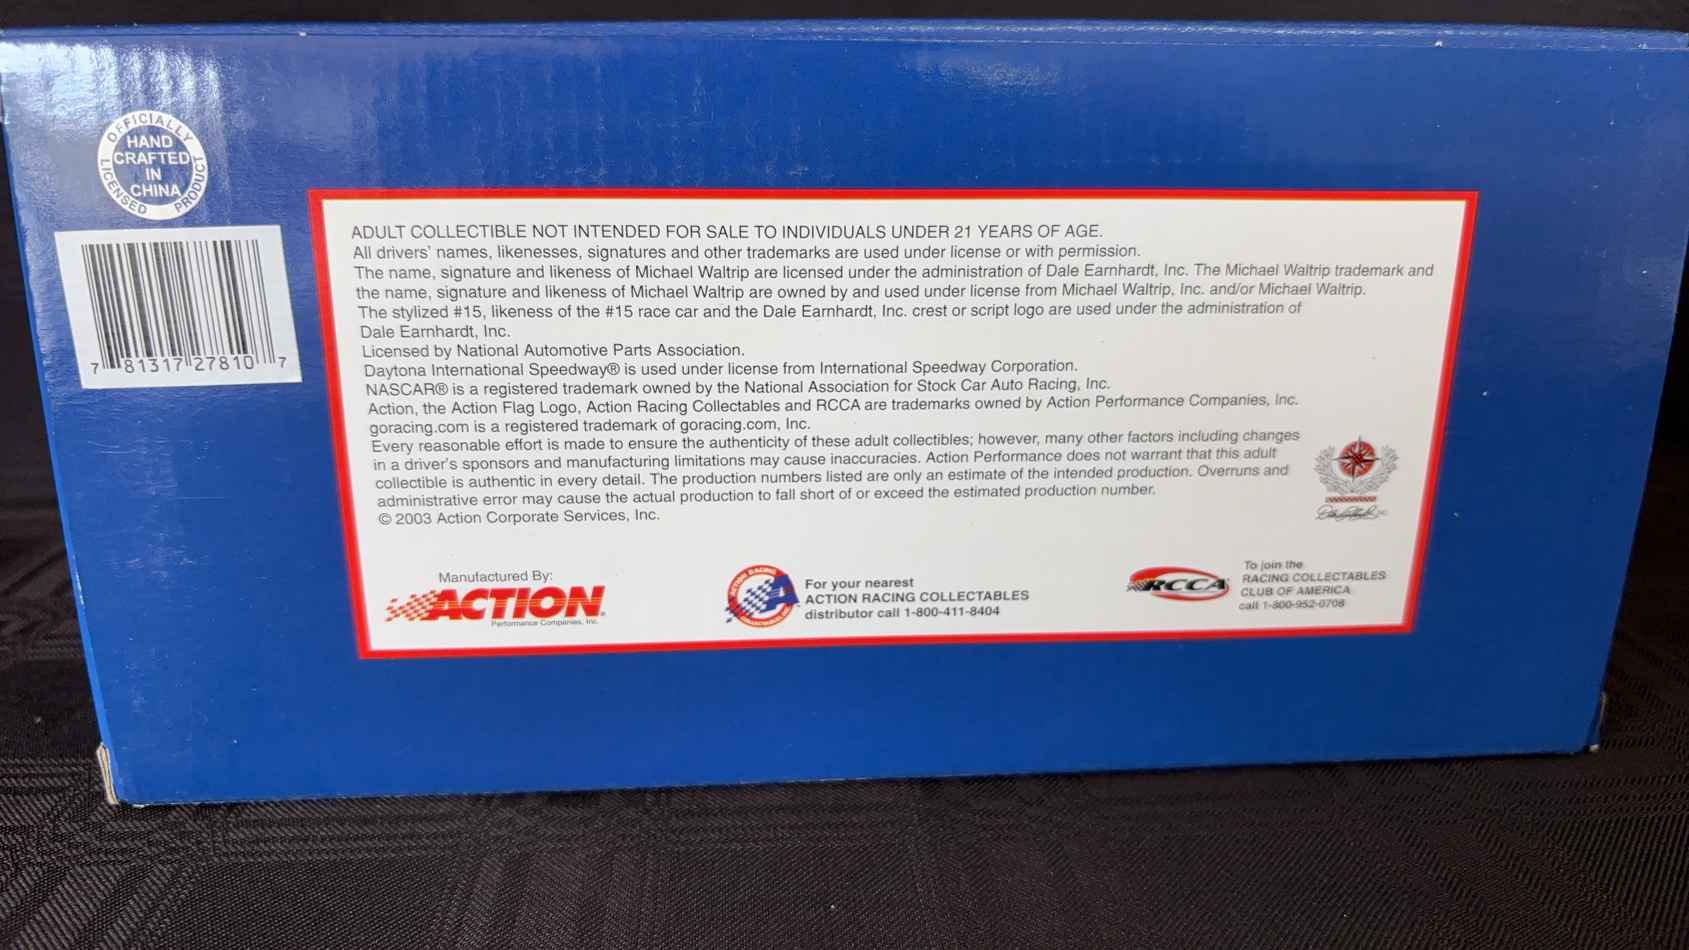 OFFICIALLY LICENSED PRODUCT
HAND
CRAFTED
IN
CHINA
7 81317 27810 7
ADULT COLLECTIBLE NOT INTENDED FOR SALE TO INDIVIDUALS UNDER 21 YEARS OF AGE.
All drivers' names, likenesses, signatures and other trademarks are used under license or with permission.
The name, signature and likeness of Michael Waltrip are licensed under the administration of Dale Earnhardt, Inc. The Michael Waltrip trademark and
the name, signature and likeness of Michael Waltrip are owned by and used under license from Michael Waltrip, Inc. and/or Michael Waltrip.
The stylized #15, likeness of the #15 race car and the Dale Earnhardt, Inc. crest or script logo are used under the administration of
Dale Earnhardt, Inc.
Licensed by National Automotive Parts Association.
Daytona International Speedway® is used under license from International Speedway Corporation.
NASCAR® is a registered trademark owned by the National Association for Stock Car Auto Racing, Inc.
Action, the Action Flag Logo, Action Racing Collectables and RCCA are trademarks owned by Action Performance Companies, Inc.
goracing.com is a registered trademark of goracing.com, Inc.
Every reasonable effort is made to ensure the authenticity of these adult collectibles; however, many other factors including changes
in a driver's sponsors and manufacturing limitations may cause inaccuracies. Action Performance does not warrant that this adult
collectible is authentic in every detail. The production numbers listed are only an estimate of the intended production. Overruns and
administrative error may cause the actual production to fall short of or exceed the estimated production number.
© 2003 Action Corporate Services, Inc.
Manufactured By:
ACTION®
Performance Companies, Inc.
ACTION RACING
COLLECTABLES
For your nearest
ACTION RACING COLLECTABLES
distributor call 1-800-411-8404
RCCA
To join the
RACING COLLECTABLES
CLUB OF AMERICA
call 1-800-952-0708